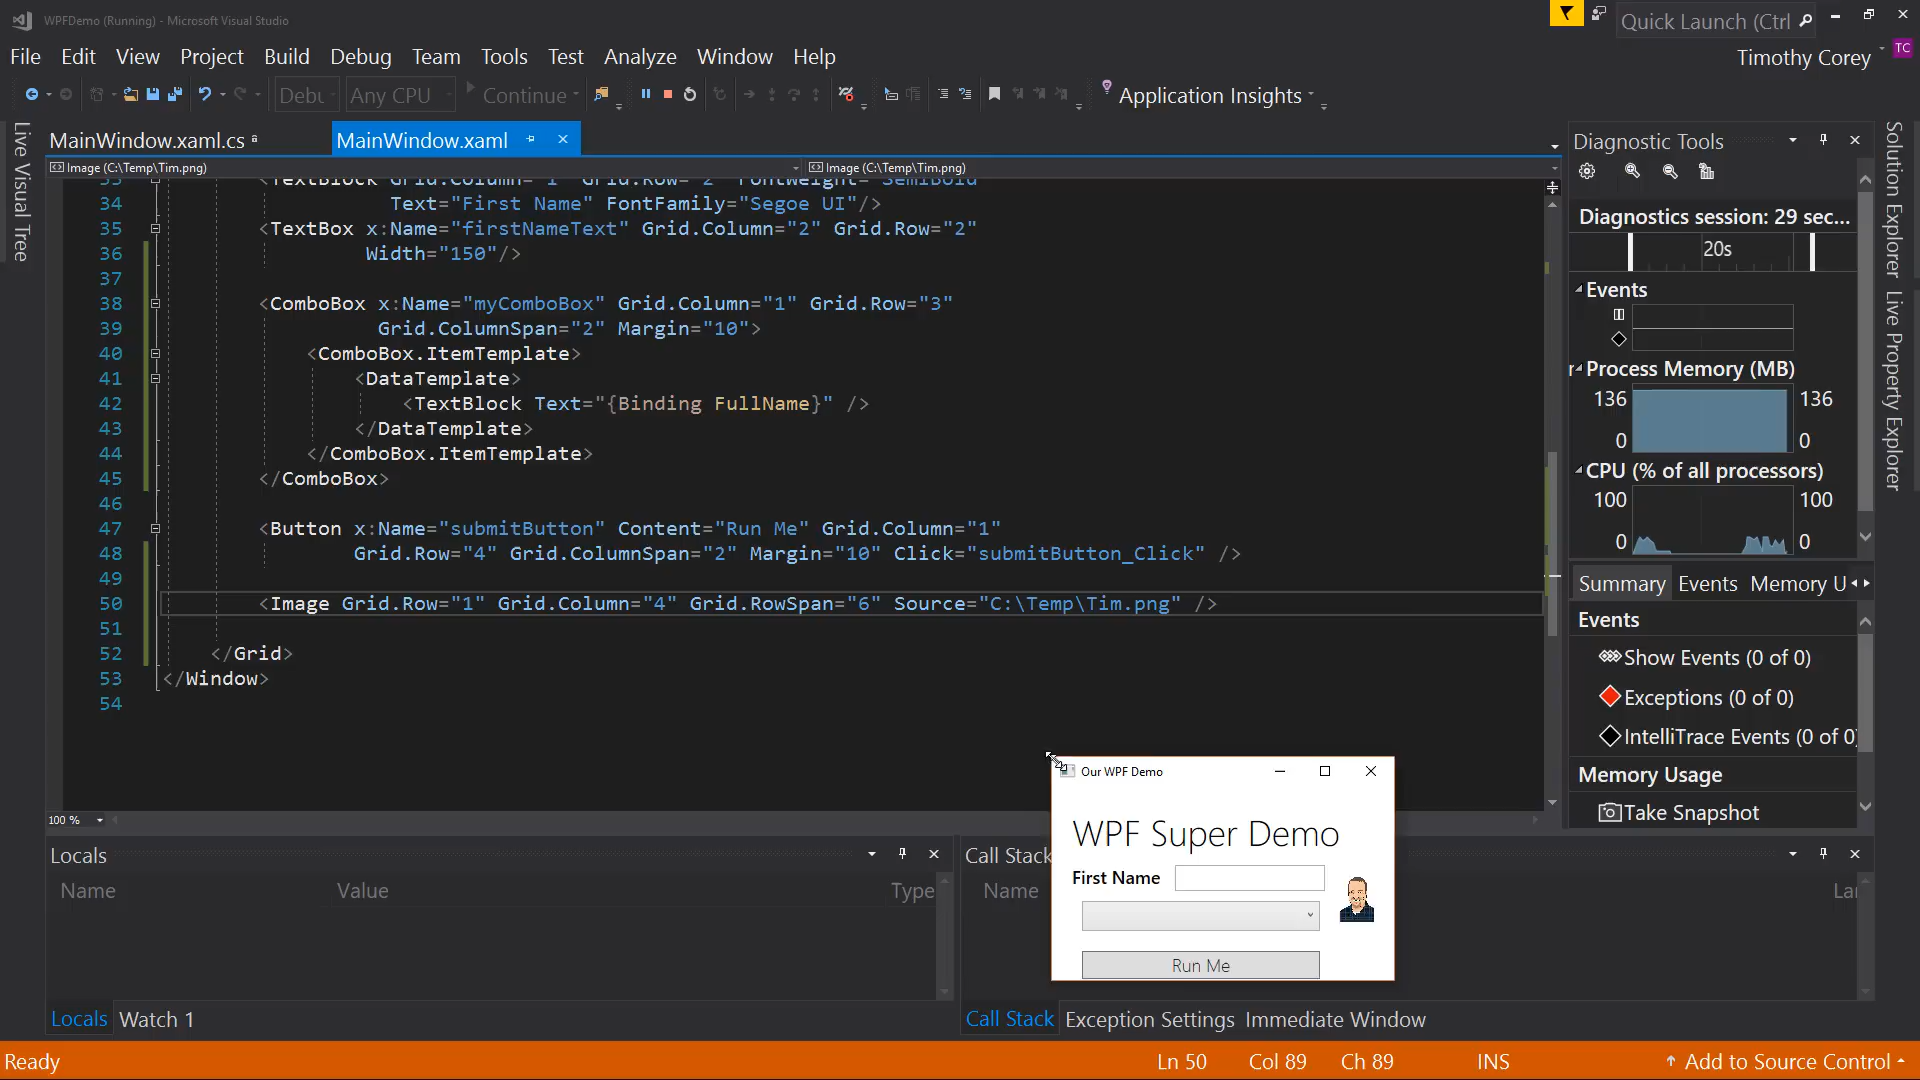 WPFDemo (Running) - Microsoft Visual Studio
Quick Launch (Ctrl
File Edit View Project Build Debug Team Tools Test Analyze Window Help
Timothy Corey TC
Debu Any CPU Continue Application Insights
Live Visual Tree
MainWindow.xaml.cs MainWindow.xaml
Image (C:\Temp\Tim.png) Image (C:\Temp\Tim.png)
33 <TextBlock Grid.Column="1" Grid.Row="2" FontWeight="SemiBold"
34 Text="First Name" FontFamily="Segoe UI"/>
35 <TextBox x:Name="firstNameText" Grid.Column="2" Grid.Row="2"
36 Width="150"/>
37
38 <ComboBox x:Name="myComboBox" Grid.Column="1" Grid.Row="3"
39 Grid.ColumnSpan="2" Margin="10">
40 <ComboBox.ItemTemplate>
41 <DataTemplate>
42 <TextBlock Text="{Binding FullName}" />
43 </DataTemplate>
44 </ComboBox.ItemTemplate>
45 </ComboBox>
46
47 <Button x:Name="submitButton" Content="Run Me" Grid.Column="1"
48 Grid.Row="4" Grid.ColumnSpan="2" Margin="10" Click="submitButton_Click" />
49
50 <Image Grid.Row="1" Grid.Column="4" Grid.RowSpan="6" Source="C:\Temp\Tim.png" />
51
52 </Grid>
53 </Window>
54
100 %
Our WPF Demo
WPF Super Demo
First Name
Run Me
Locals
Name Value Type
Locals Watch 1
Call Stack
Name Lar
Call Stack Exception Settings Immediate Window
Diagnostic Tools
Diagnostics session: 29 sec...
20s
Events
Process Memory (MB)
136 136
0 0
CPU (% of all processors)
100 100
0 0
Summary Events Memory U
Events
Show Events (0 of 0)
Exceptions (0 of 0)
IntelliTrace Events (0 of 0)
Memory Usage
Take Snapshot
Solution Explorer
Live Property Explorer
Ready Ln 50 Col 89 Ch 89 INS Add to Source Control